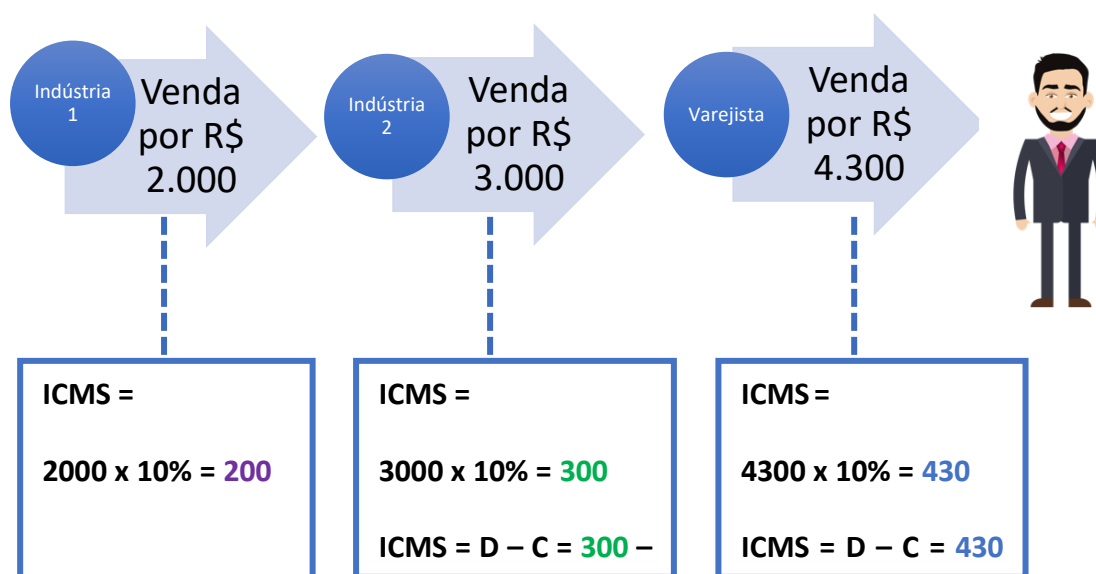 Indústria
1
Venda
por R$
2.000
Indústria
2
Venda
por R$
3.000
Varejista
Venda
por R$
4.300
ICMS =
2000 x 10% = 200
ICMS =
3000 x 10% = 300
ICMS = D – C = 300 –
ICMS =
4300 x 10% = 430
ICMS = D – C = 430